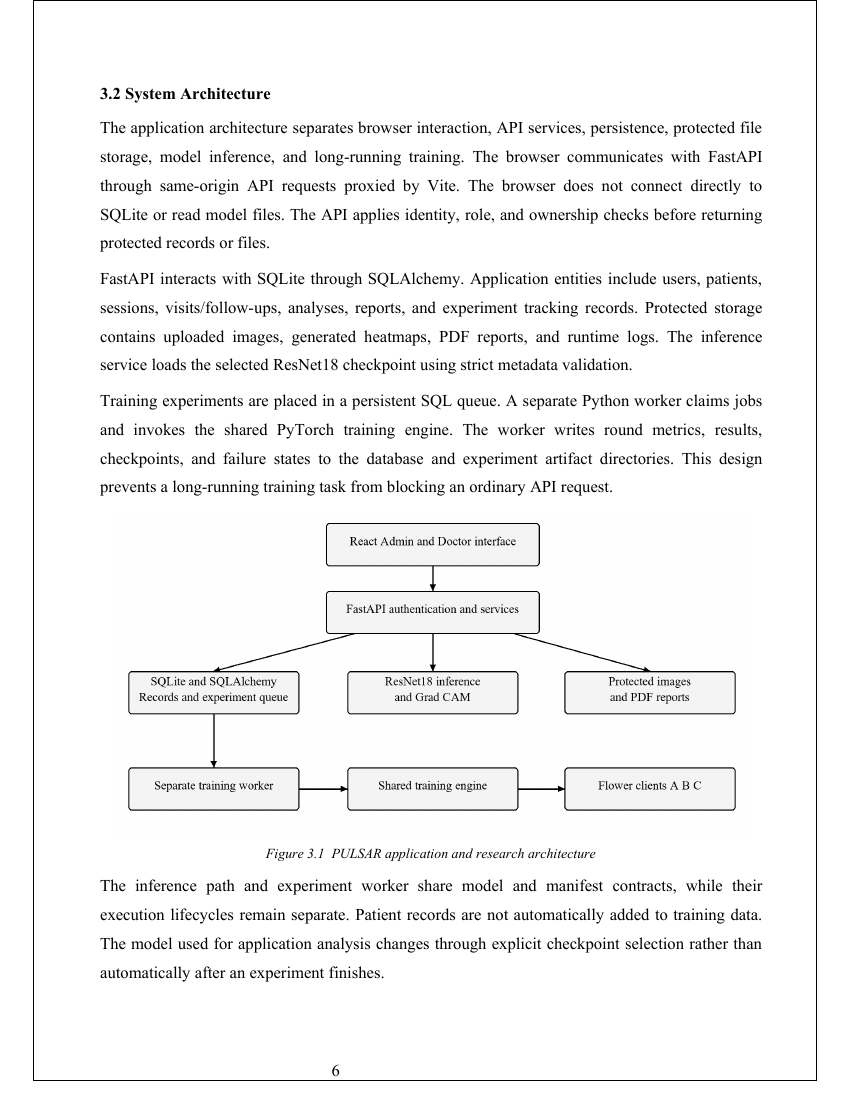 3.2 System Architecture
The application architecture separates browser interaction, API services, persistence, protected file
storage, model inference, and long-running training. The browser communicates with FastAPI
through same-origin API requests proxied by Vite. The browser does not connect directly to
SQLite or read model files. The API applies identity, role, and ownership checks before returning
protected records or files.
FastAPI interacts with SQLite through SQLAlchemy. Application entities include users, patients,
sessions, visits/follow-ups, analyses, reports, and experiment tracking records. Protected storage
contains uploaded images, generated heatmaps, PDF reports, and runtime logs. The inference
service loads the selected ResNet18 checkpoint using strict metadata validation.
Training experiments are placed in a persistent SQL queue. A separate Python worker claims jobs
and invokes the shared PyTorch training engine. The worker writes round metrics, results,
checkpoints, and failure states to the database and experiment artifact directories. This design
prevents a long-running training task from blocking an ordinary API request.
React Admin and Doctor interface
FastAPI authentication and services
SQLite and SQLAlchemy
Records and experiment queue
ResNet18 inference
and Grad CAM
Protected images
and PDF reports
Separate training worker
Shared training engine
Flower clients A B C
Figure 3.1 PULSAR application and research architecture
The inference path and experiment worker share model and manifest contracts, while their
execution lifecycles remain separate. Patient records are not automatically added to training data.
The model used for application analysis changes through explicit checkpoint selection rather than
automatically after an experiment finishes.
6